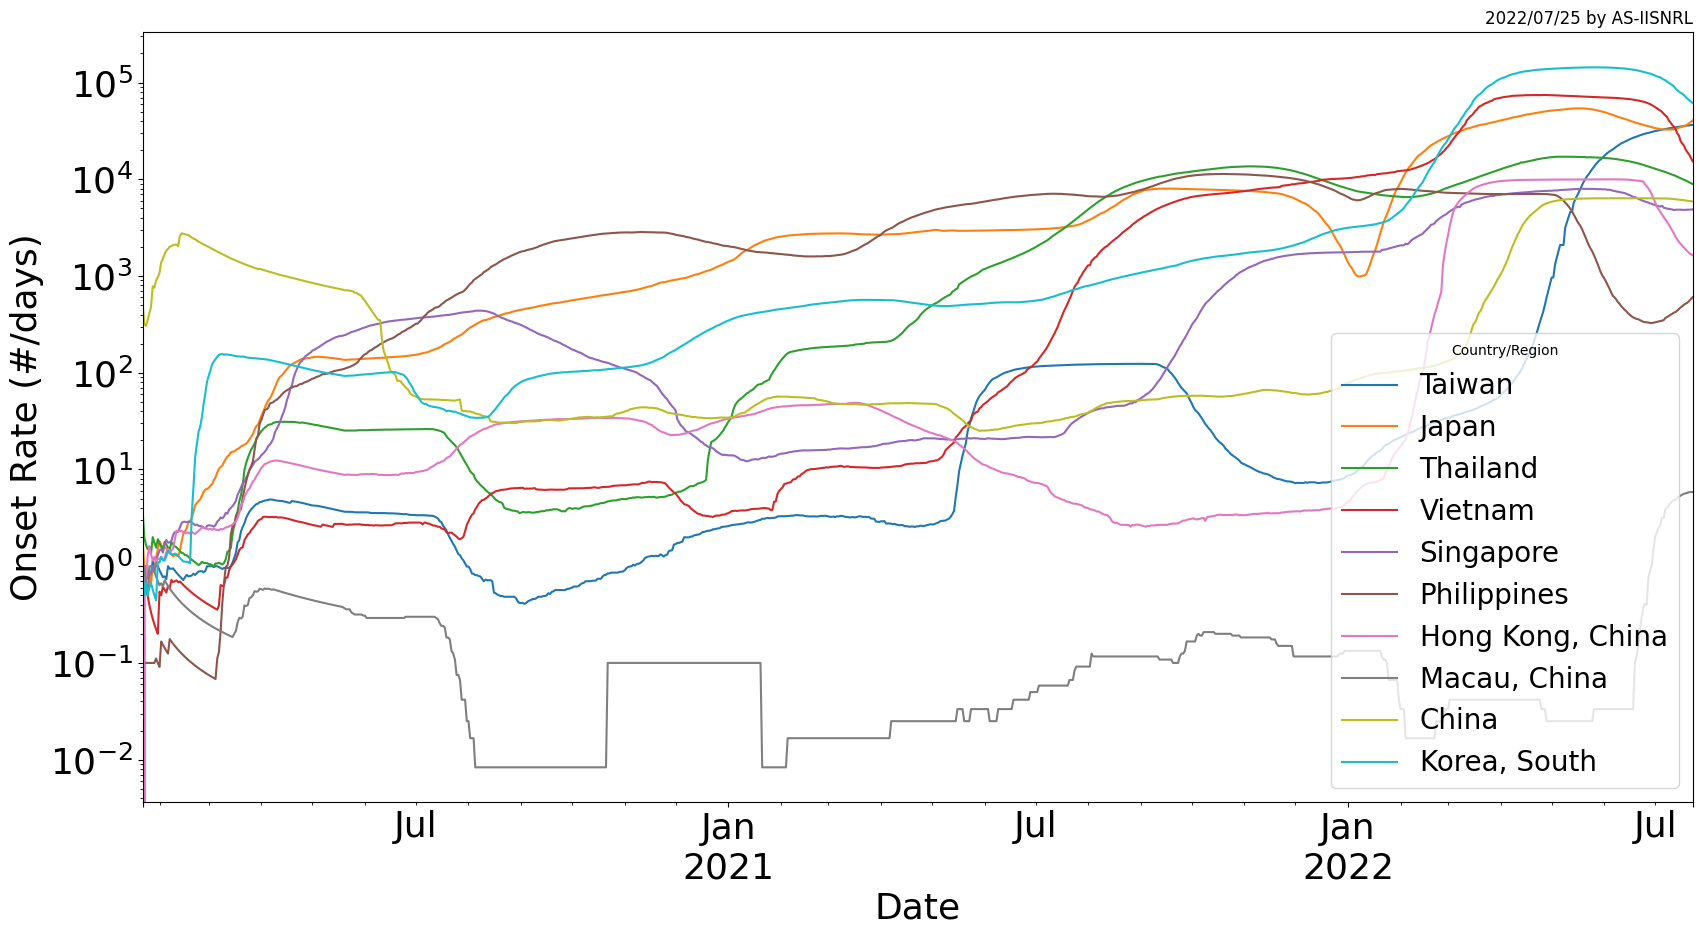 2022/07/25 by AS-IISNRL
Onset Rate (#/days)
10^5
10^4
10^3
10^2
10^1
10^0
10^−1
10^−2
Country/Region
Taiwan
Japan
Thailand
Vietnam
Singapore
Philippines
Hong Kong, China
Macau, China
China
Korea, South
Jul Jan Jul Jan Jul
2021 2022
Date